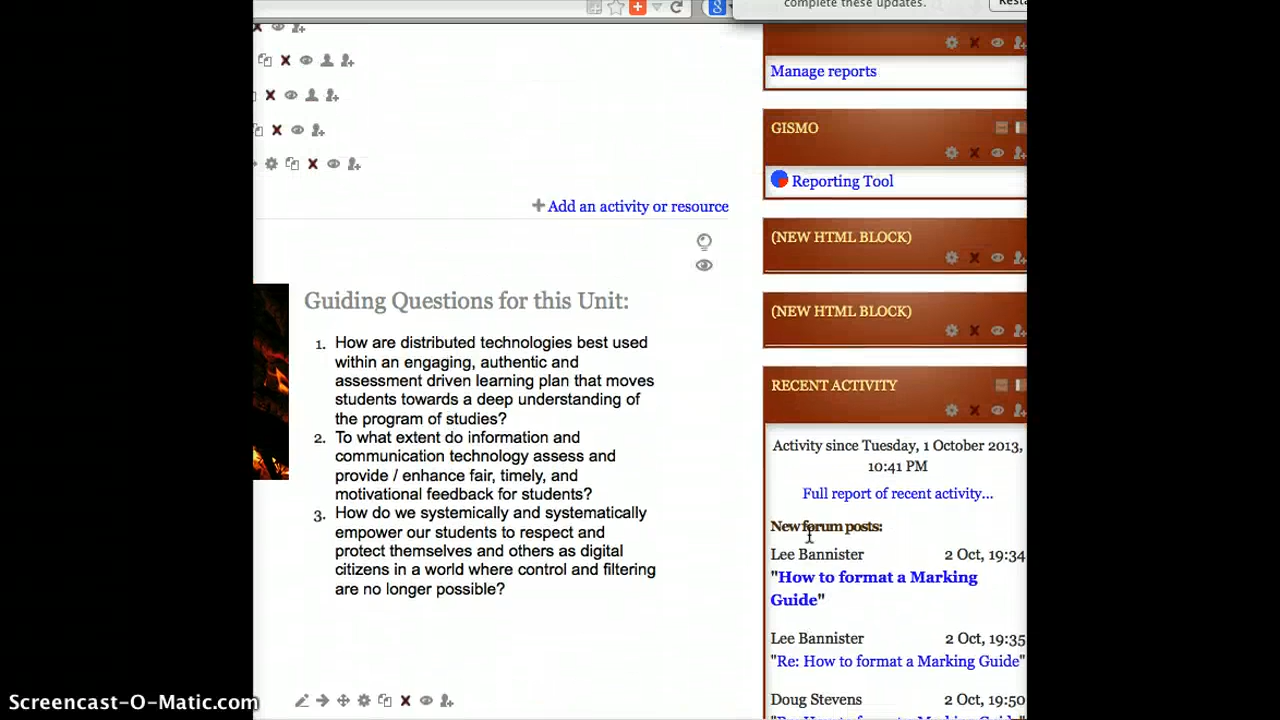 complete these updates.
Manage reports
GISMO
Reporting Tool
Add an activity or resource
(NEW HTML BLOCK)
(NEW HTML BLOCK)
Guiding Questions for this Unit:
1. How are distributed technologies best used
within an engaging, authentic and
assessment driven learning plan that moves
students towards a deep understanding of
the program of studies?
2. To what extent do information and
communication technology assess and
provide / enhance fair, timely, and
motivational feedback for students?
3. How do we systemically and systematically
empower our students to respect and
protect themselves and others as digital
citizens in a world where control and filtering
are no longer possible?
RECENT ACTIVITY
Activity since Tuesday, 1 October 2013,
10:41 PM
Full report of recent activity...
New forum posts:
Lee Bannister 2 Oct, 19:34
"How to format a Marking
Guide"
Lee Bannister 2 Oct, 19:35
"Re: How to format a Marking Guide"
Doug Stevens 2 Oct, 19:50
Screencast-O-Matic.com